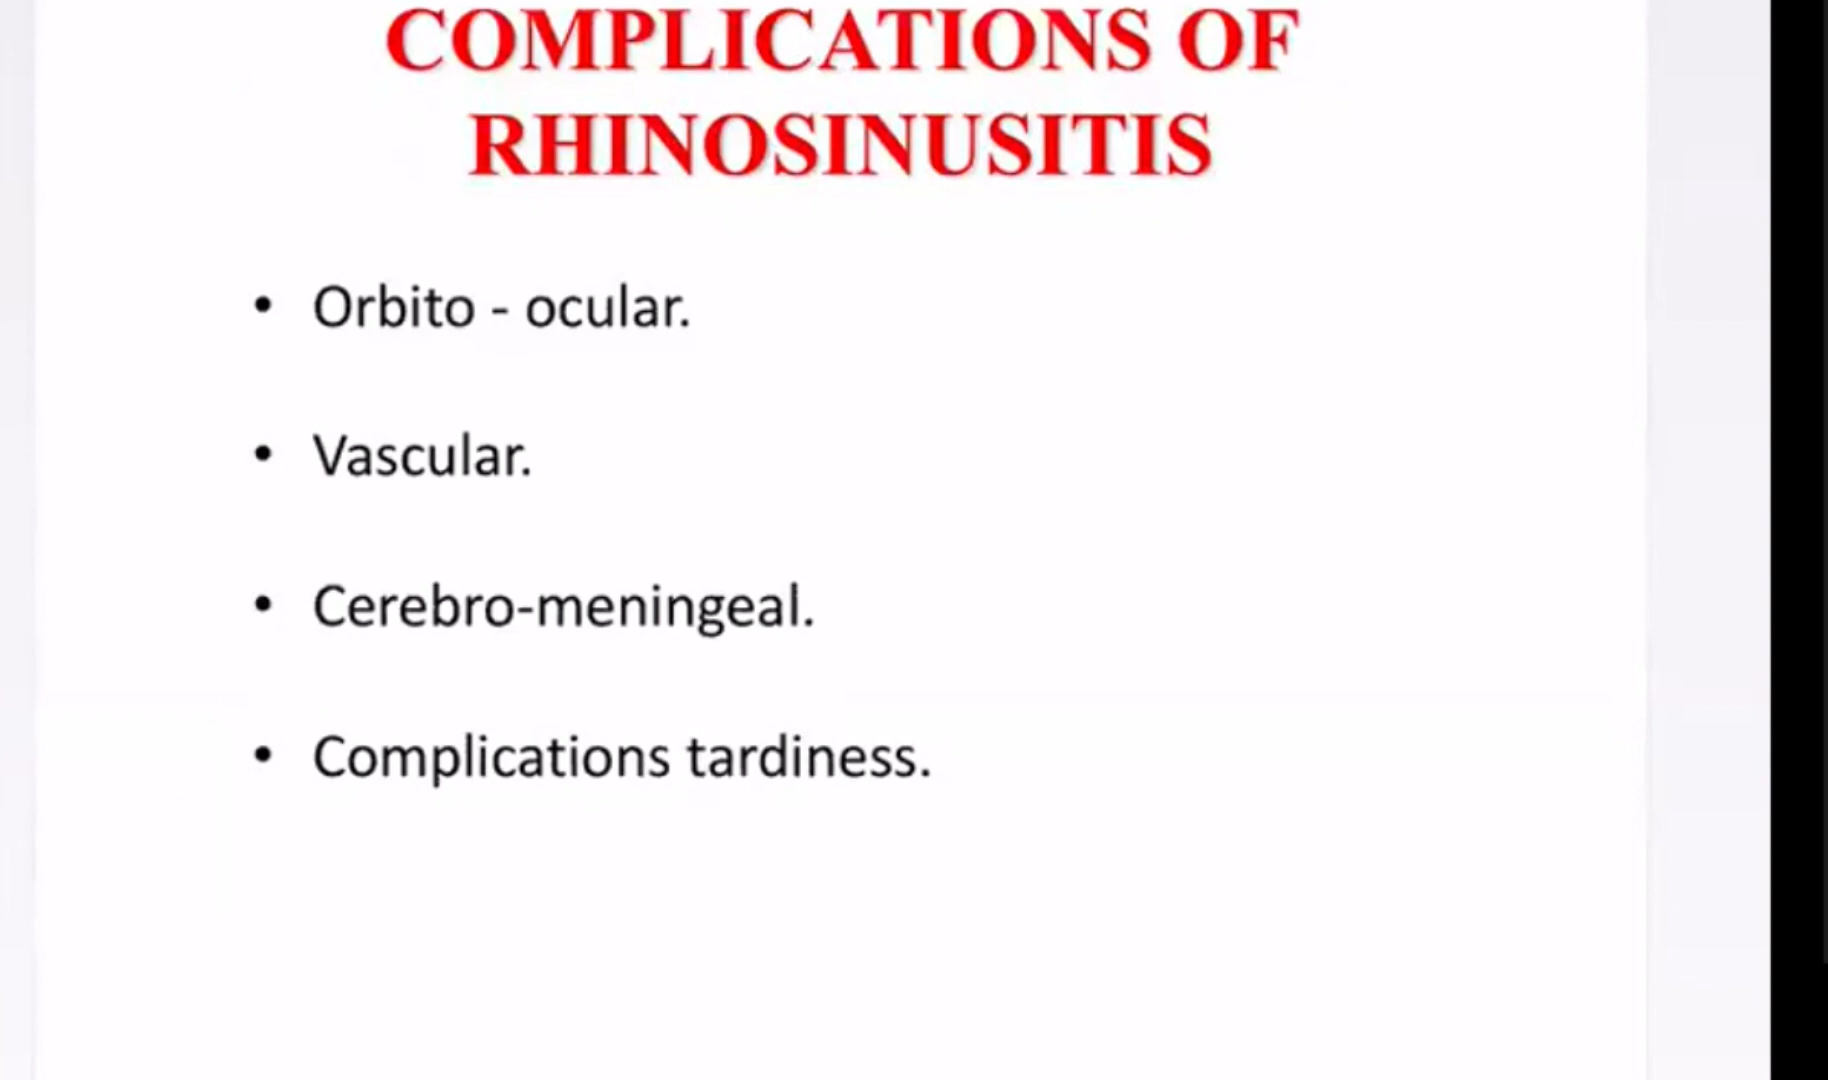 COMPLICATIONS OF
RHINOSINUSITIS
• Orbito - ocular.
• Vascular.
• Cerebro-meningeal.
• Complications tardiness.